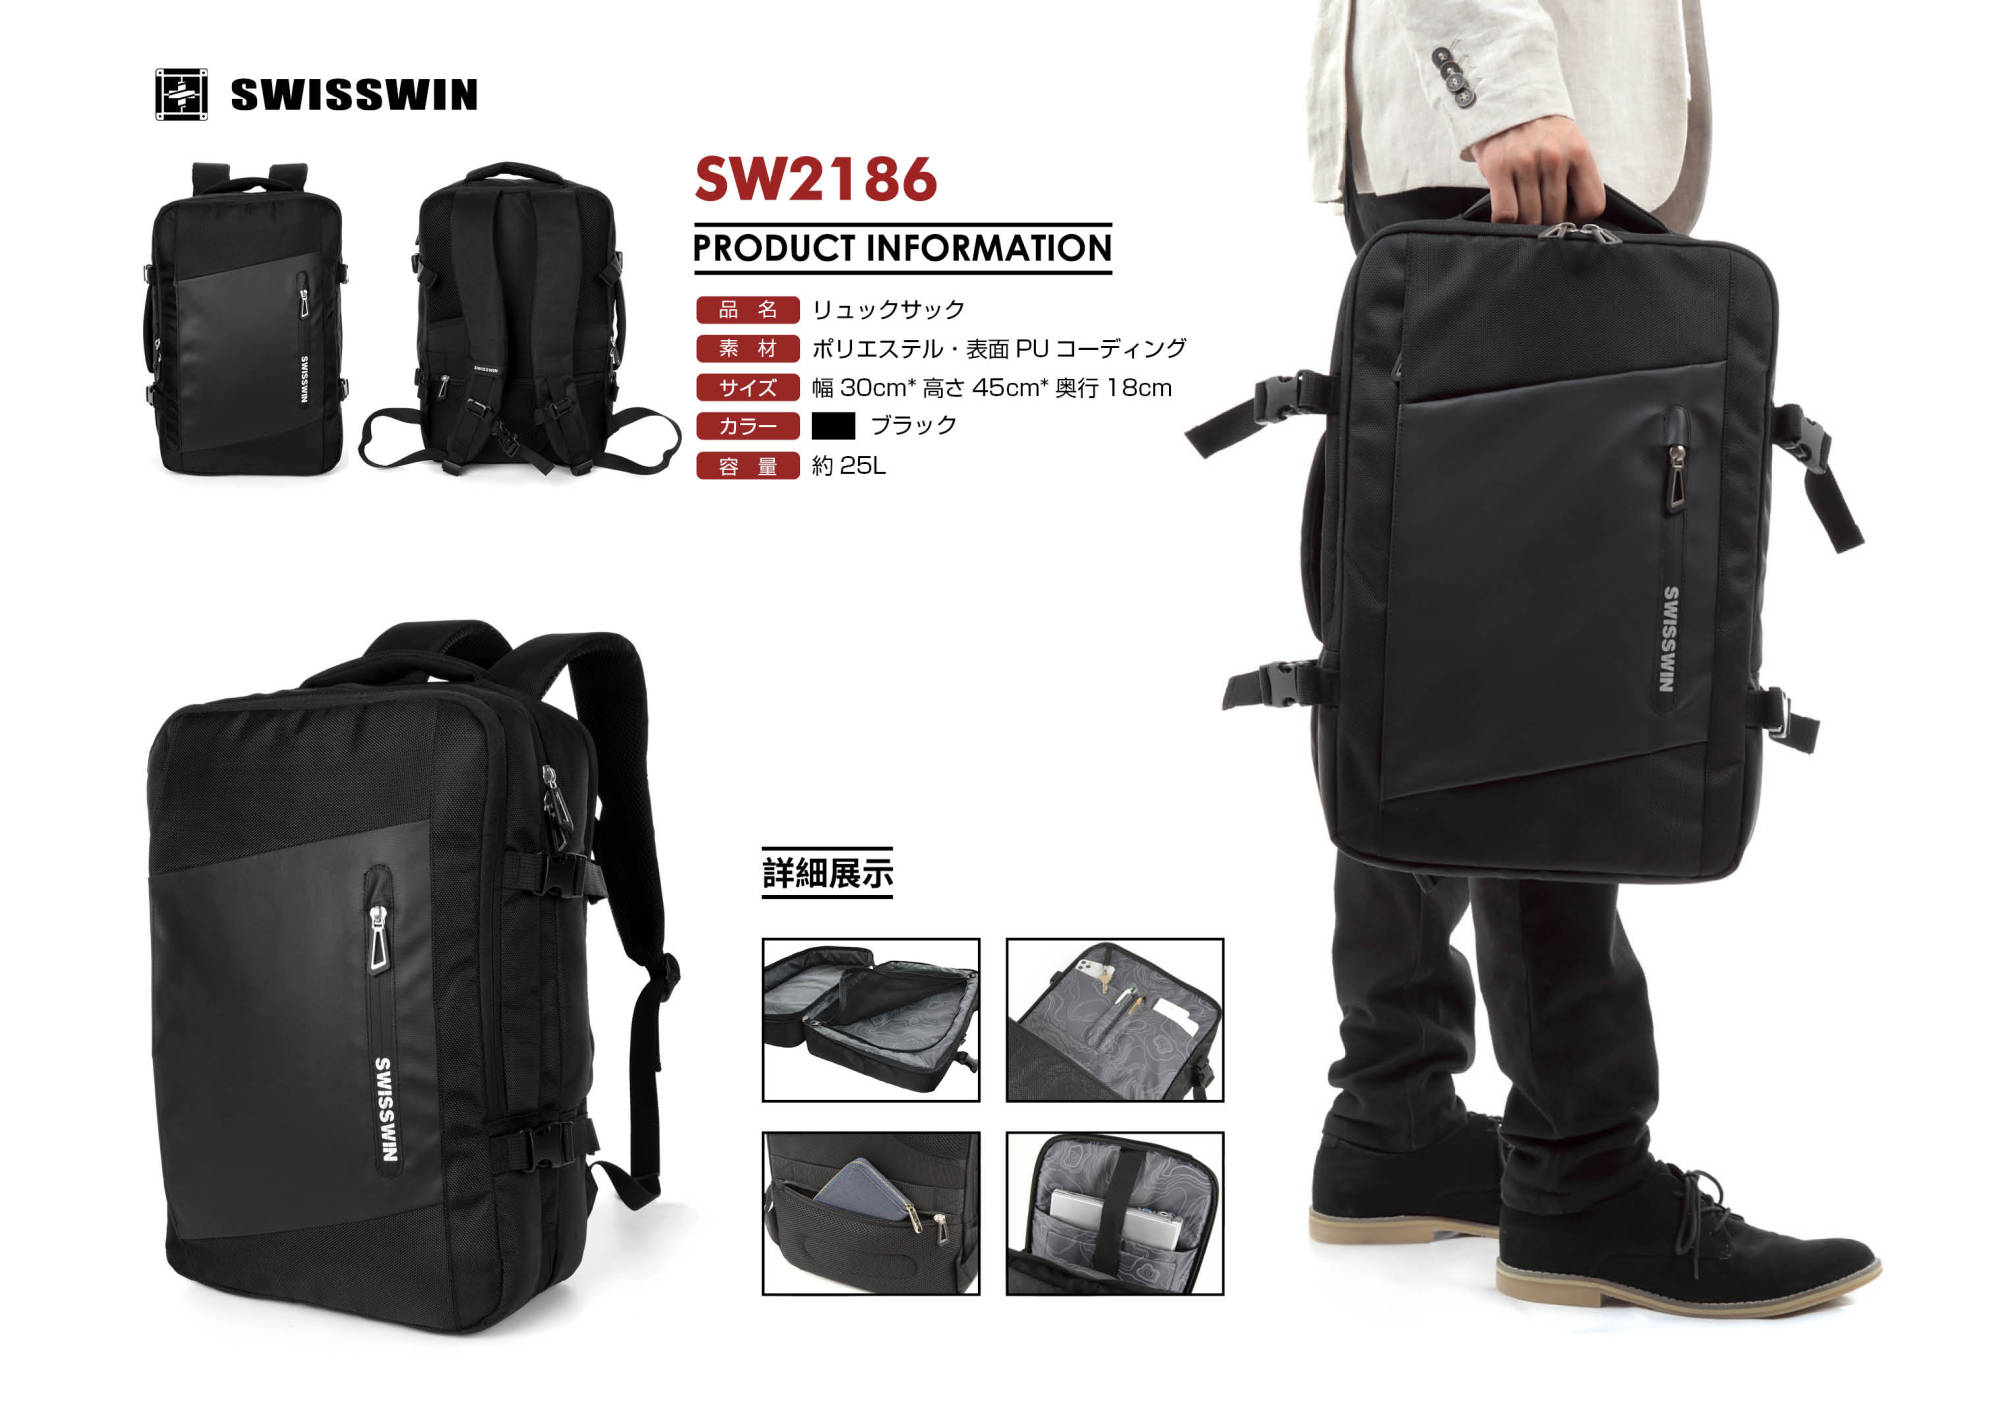 SWISSWIN
SW2186
PRODUCT INFORMATION
品 名 リュックサック
素 材 ポリエステル・表面 PU コーディング
サイズ 幅 30cm* 高さ 45cm* 奥行 18cm
カラー ブラック
容 量 約 25L
SWISSWIN
SWISSWIN
SWISSWIN
SWISSWIN
詳細展示